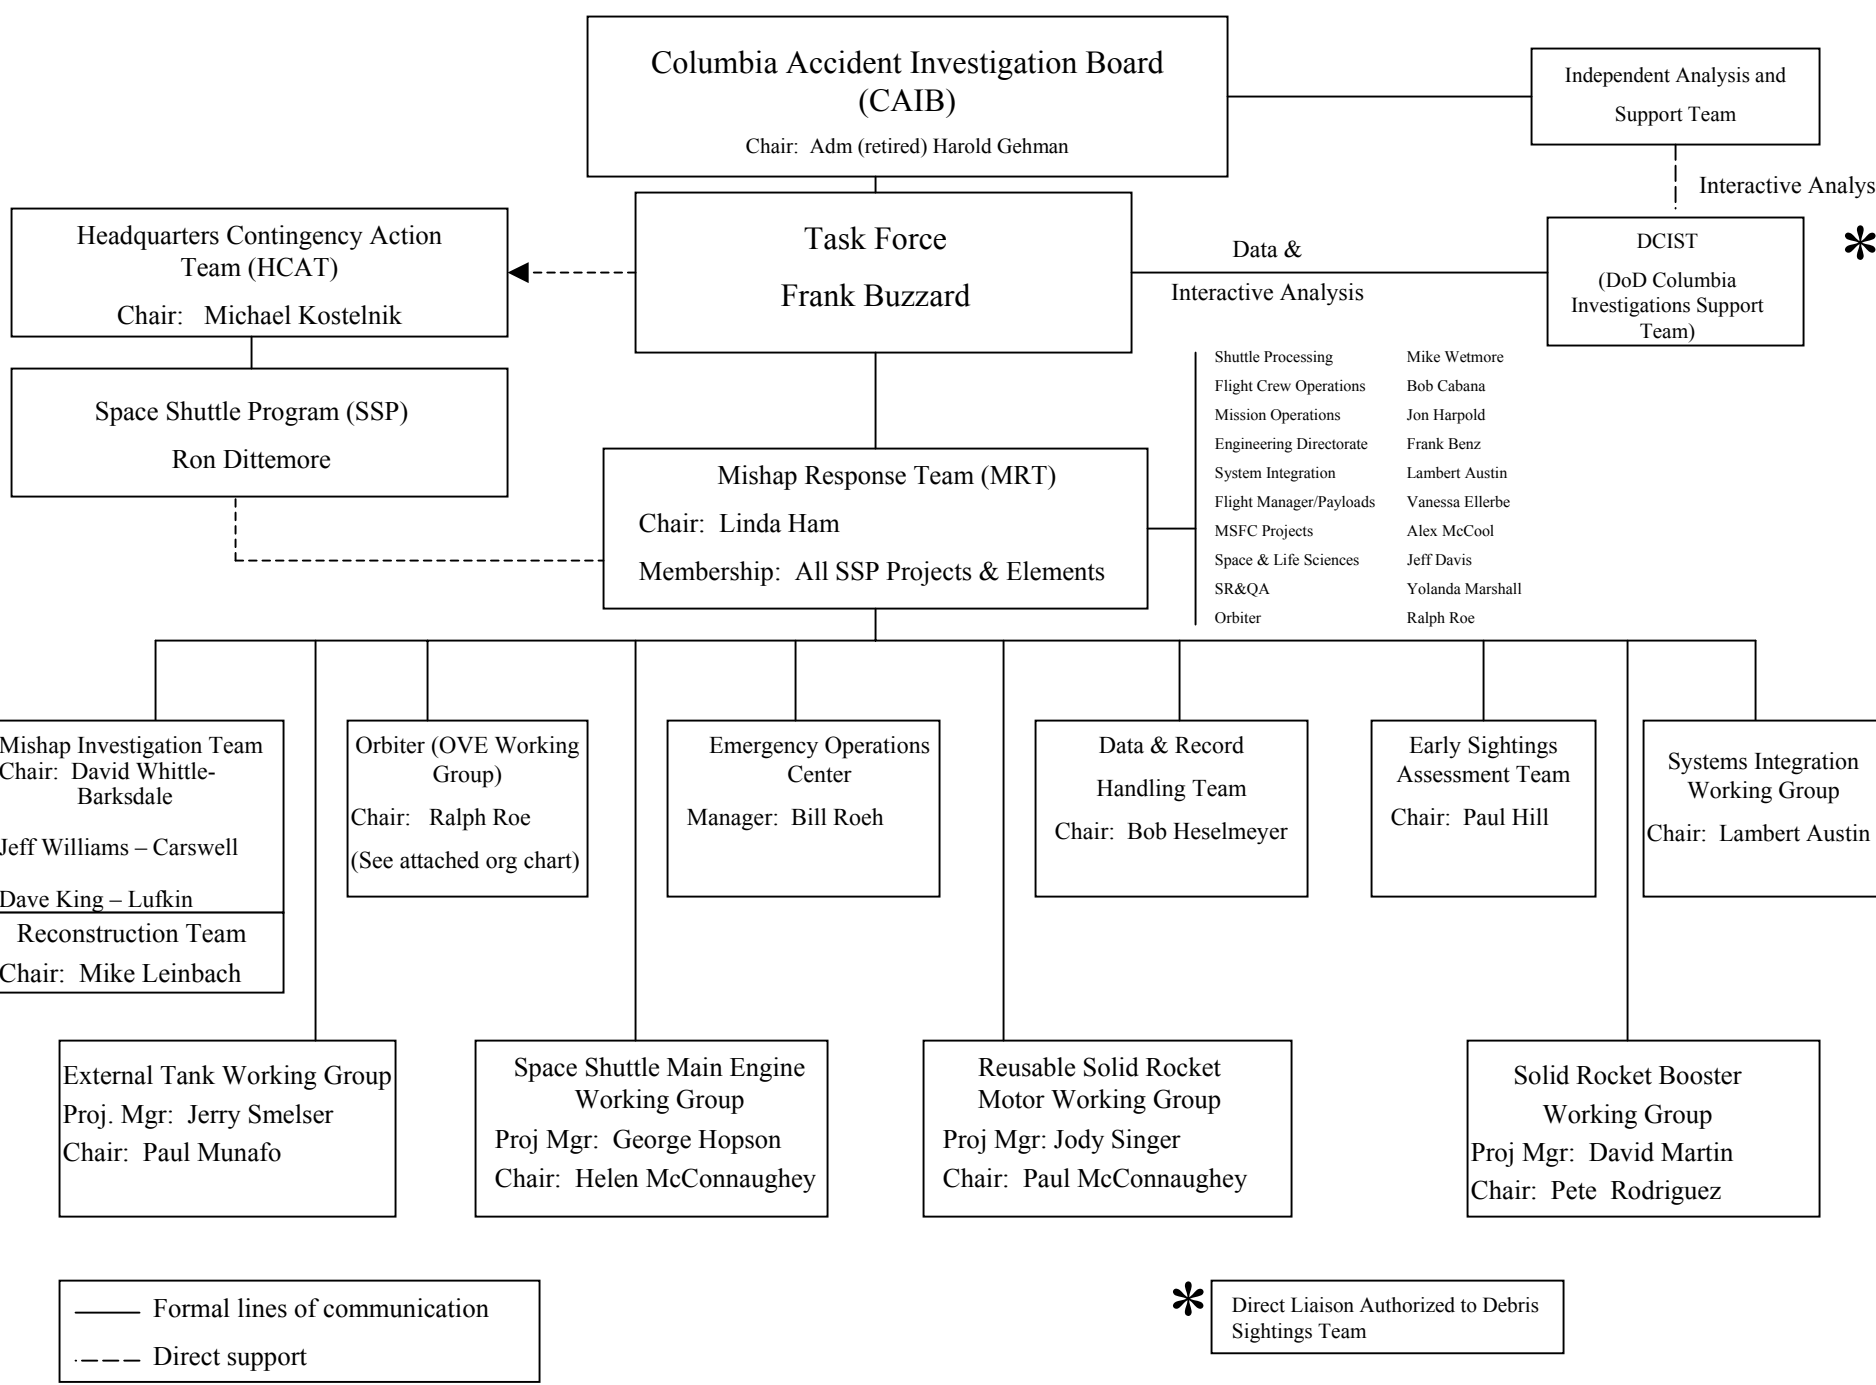 Columbia Accident Investigation Board
(CAIB)
Chair: Adm (retired) Harold Gehman
Independent Analysis and
Support Team
Interactive Analys
Task Force
Frank Buzzard
Headquarters Contingency Action
Team (HCAT)
Chair: Michael Kostelnik
Data &
Interactive Analysis
DCIST
(DoD Columbia
Investigations Support
Team)
*
Space Shuttle Program (SSP)
Ron Dittemore
Mishap Response Team (MRT)
Chair: Linda Ham
Membership: All SSP Projects & Elements
Shuttle Processing Mike Wetmore
Flight Crew Operations Bob Cabana
Mission Operations Jon Harpold
Engineering Directorate Frank Benz
System Integration Lambert Austin
Flight Manager/Payloads Vanessa Ellerbe
MSFC Projects Alex McCool
Space & Life Sciences Jeff Davis
SR&QA Yolanda Marshall
Orbiter Ralph Roe
Mishap Investigation Team
Chair: David Whittle-
Barksdale
Jeff Williams – Carswell
Dave King – Lufkin
Reconstruction Team
Chair: Mike Leinbach
Orbiter (OVE Working
Group)
Chair: Ralph Roe
(See attached org chart)
Emergency Operations
Center
Manager: Bill Roeh
Data & Record
Handling Team
Chair: Bob Heselmeyer
Early Sightings
Assessment Team
Chair: Paul Hill
Systems Integration
Working Group
Chair: Lambert Austin
External Tank Working Group
Proj. Mgr: Jerry Smelser
Chair: Paul Munafo
Space Shuttle Main Engine
Working Group
Proj Mgr: George Hopson
Chair: Helen McConnaughey
Reusable Solid Rocket
Motor Working Group
Proj Mgr: Jody Singer
Chair: Paul McConnaughey
Solid Rocket Booster
Working Group
Proj Mgr: David Martin
Chair: Pete Rodriguez
Formal lines of communication
Direct support
* Direct Liaison Authorized to Debris
Sightings Team